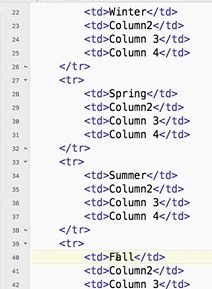 22 <td>Winter</td>
23 <td>Column2</td>
24 <td>Column 3</td>
25 <td>Column 4</td>
26 </tr>
27 <tr>
28 <td>Spring</td>
29 <td>Column2</td>
30 <td>Column 3</td>
31 <td>Column 4</td>
32 </tr>
33 <tr>
34 <td>Summer</td>
35 <td>Column2</td>
36 <td>Column 3</td>
37 <td>Column 4</td>
38 </tr>
39 <tr>
40 <td>Fall</td>
41 <td>Column2</td>
42 <td>Column 3</td>